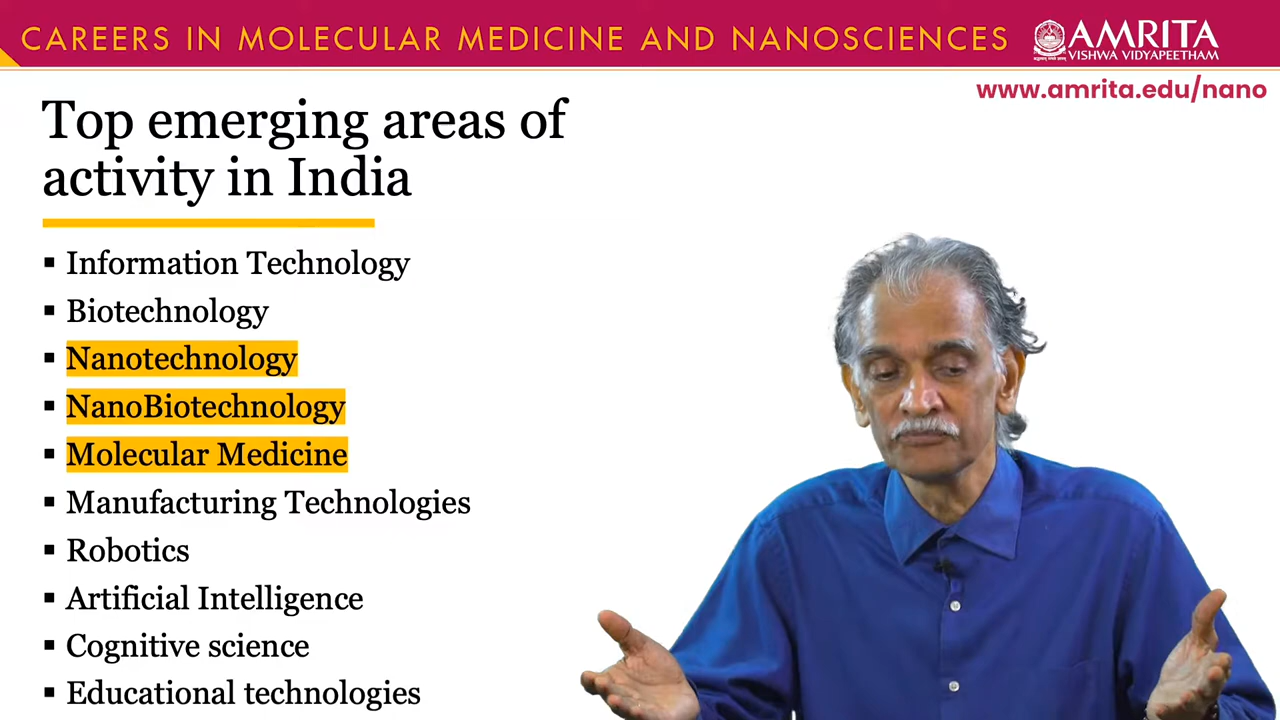 CAREERS IN MOLECULAR MEDICINE AND NANOSCIENCES
AMRITA
VISHWA VIDYAPEETHAM
www.amrita.edu/nano
Top emerging areas of
activity in India
▪ Information Technology
▪ Biotechnology
▪ Nanotechnology
▪ NanoBiotechnology
▪ Molecular Medicine
▪ Manufacturing Technologies
▪ Robotics
▪ Artificial Intelligence
▪ Cognitive science
▪ Educational technologies